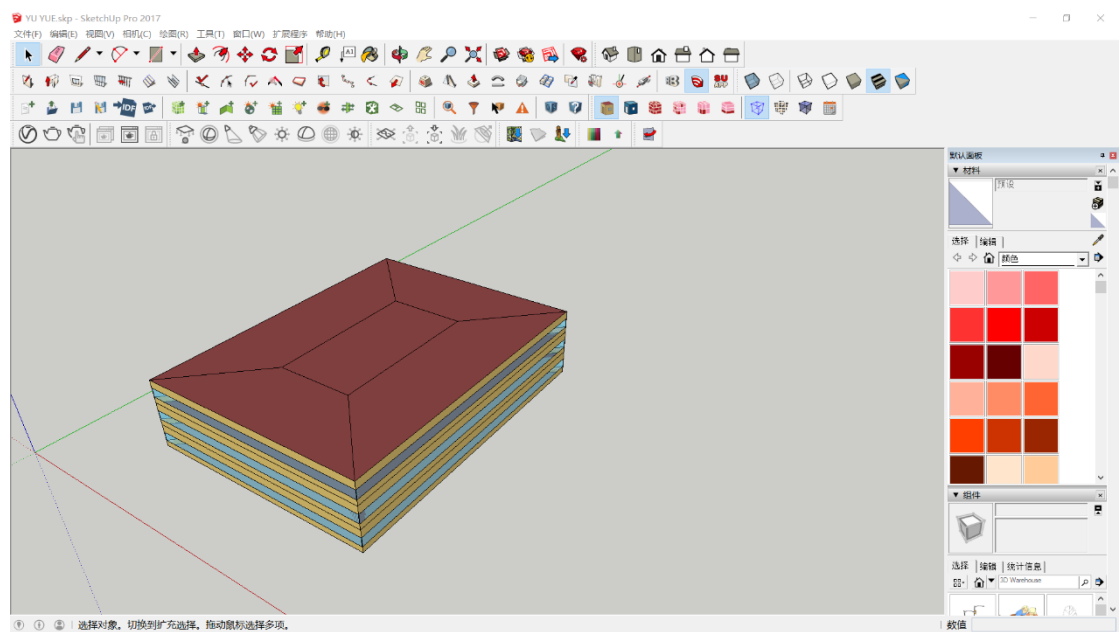 YU YUE.skp - SketchUp Pro 2017
文件(F) 编辑(E) 视图(V) 相机(C) 绘图(R) 工具(T) 窗口(W) 扩展程序 帮助(H)
A1
IDF
默认面板
▼ 材料
预设
选择 编辑
颜色
▼ 组件
选择 编辑 统计信息
3D Warehouse
选择对象。切换到扩充选择。拖动鼠标选择多项。
数值